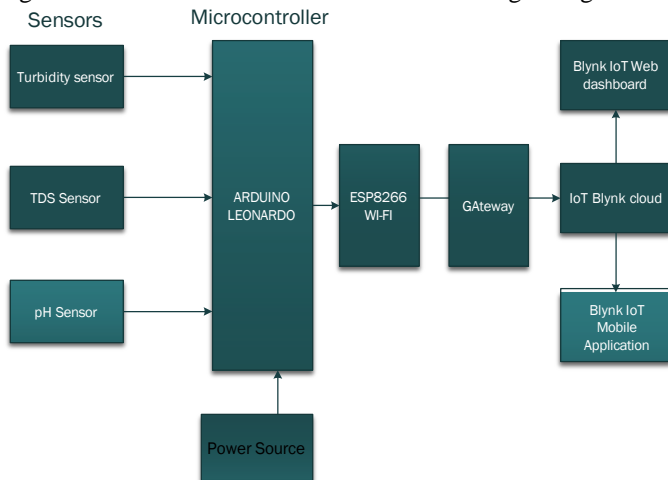 Sensors
Microcontroller
Turbidity sensor
TDS Sensor
pH Sensor
ARDUINO
LEONARDO
Power Source
ESP8266
WI-FI
GAteway
IoT Blynk cloud
Blynk IoT Web
dashboard
Blynk IoT
Mobile
Application